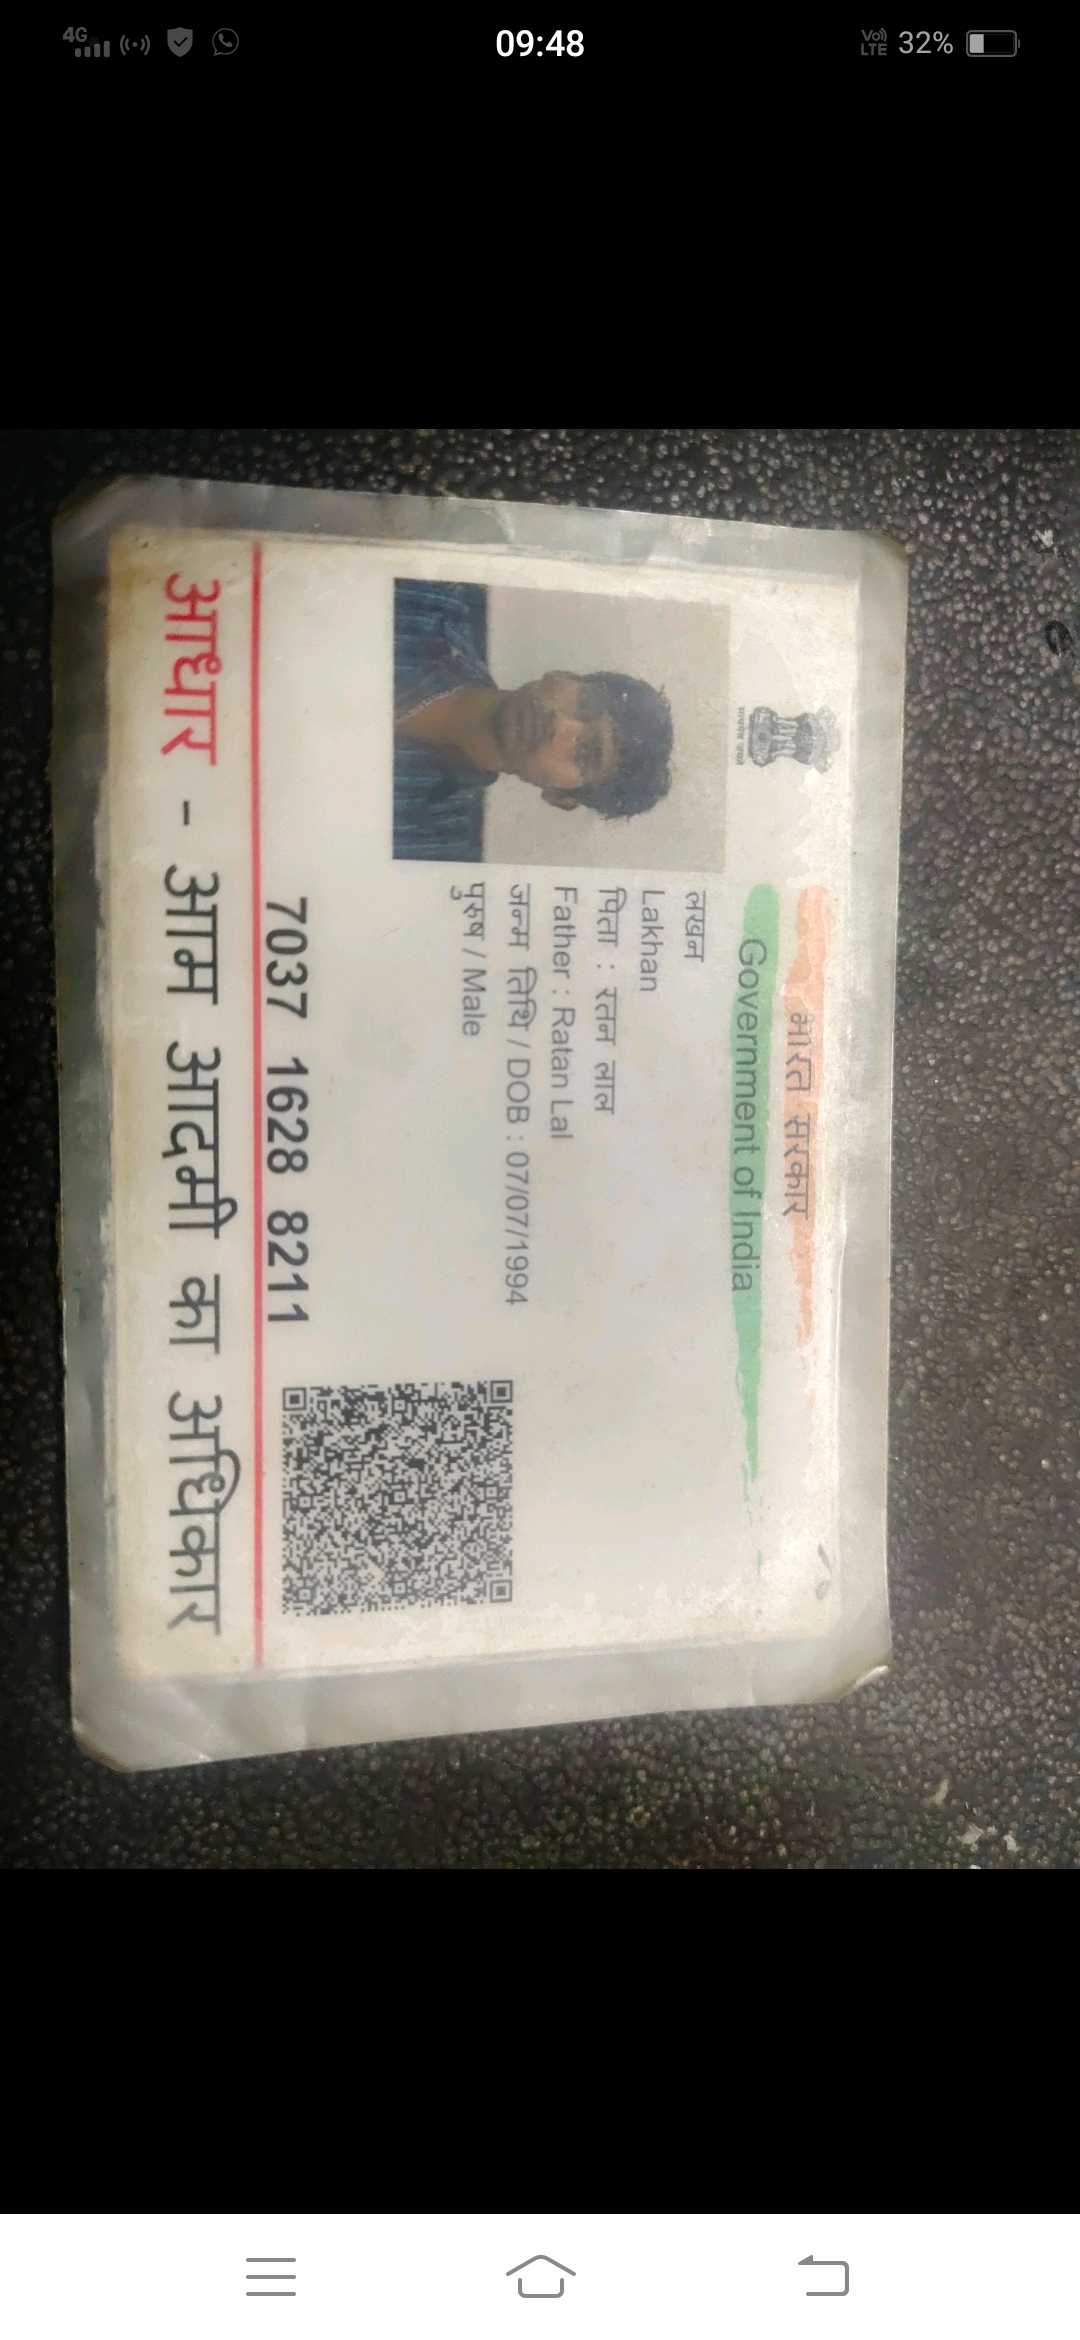 4G
09:48
Vo) LTE 32%
भारत सरकार
Government of India
लखन
Lakhan
पिता : रतन लाल
Father : Ratan Lal
जन्म तिथि / DOB : 07/07/1994
पुरुष / Male
7037 1628 8211
आधार - आम आदमी का अधिकार